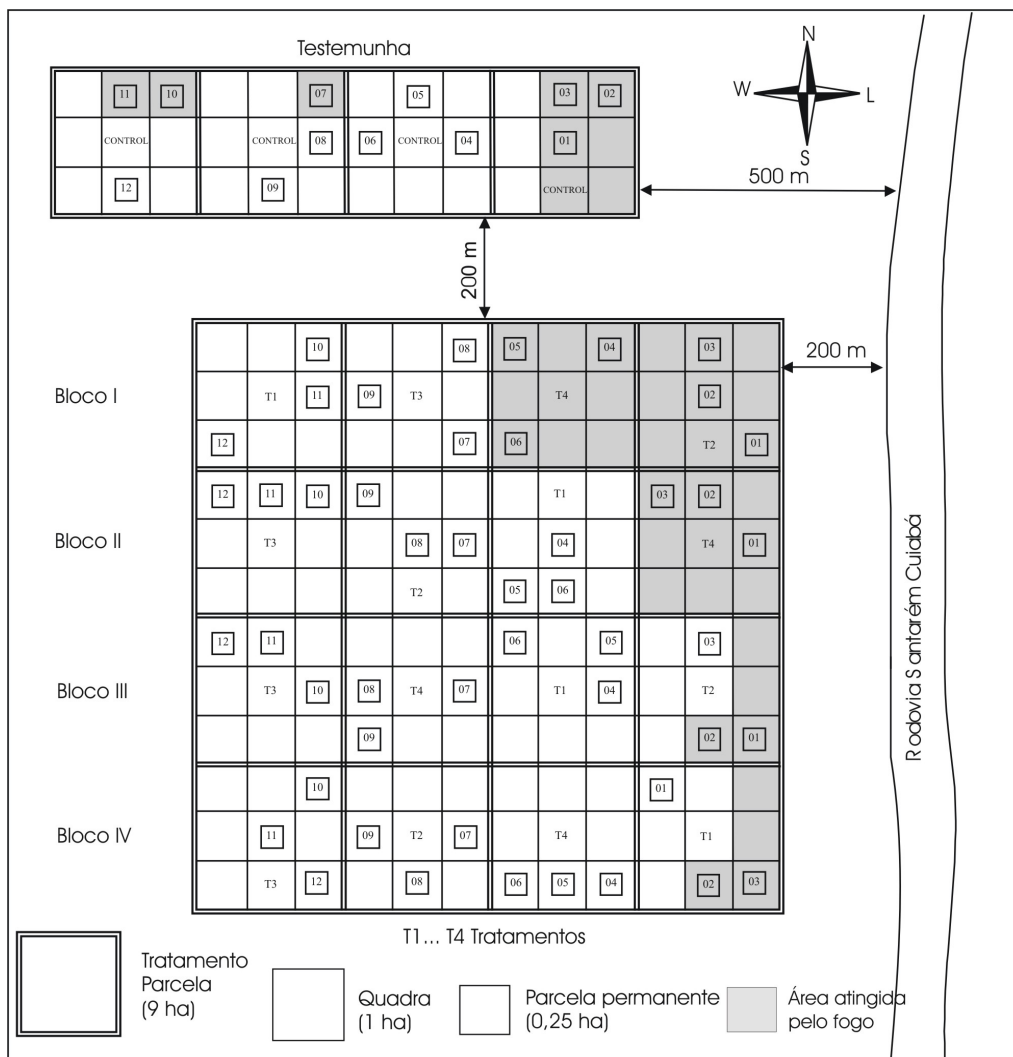 Testemunha
N
W L
S
11 10 07 05 03 02
CONTROL CONTROL 08 06 CONTROL 04 01
12 09 CONTROL
500 m
200 m
10 08 05 04 03
200 m
Bloco I T1 11 09 T3 T4 02
12 07 06 T2 01
12 11 10 09 T1 03 02
Bloco II T3 08 07 04 T4 01
T2 05 06
12 11 06 05 03
Bloco III T3 10 08 T4 07 T1 04 T2
09 02 01
10 01
Bloco IV 11 09 T2 07 T4 T1
T3 12 08 06 05 04 02 03
Rodovia Santarém Cuiabá
T1... T4 Tratamentos
Tratamento
Parcela
(9 ha)
Quadra
(1 ha)
Parcela permanente
(0,25 ha)
Área atingida
pelo fogo